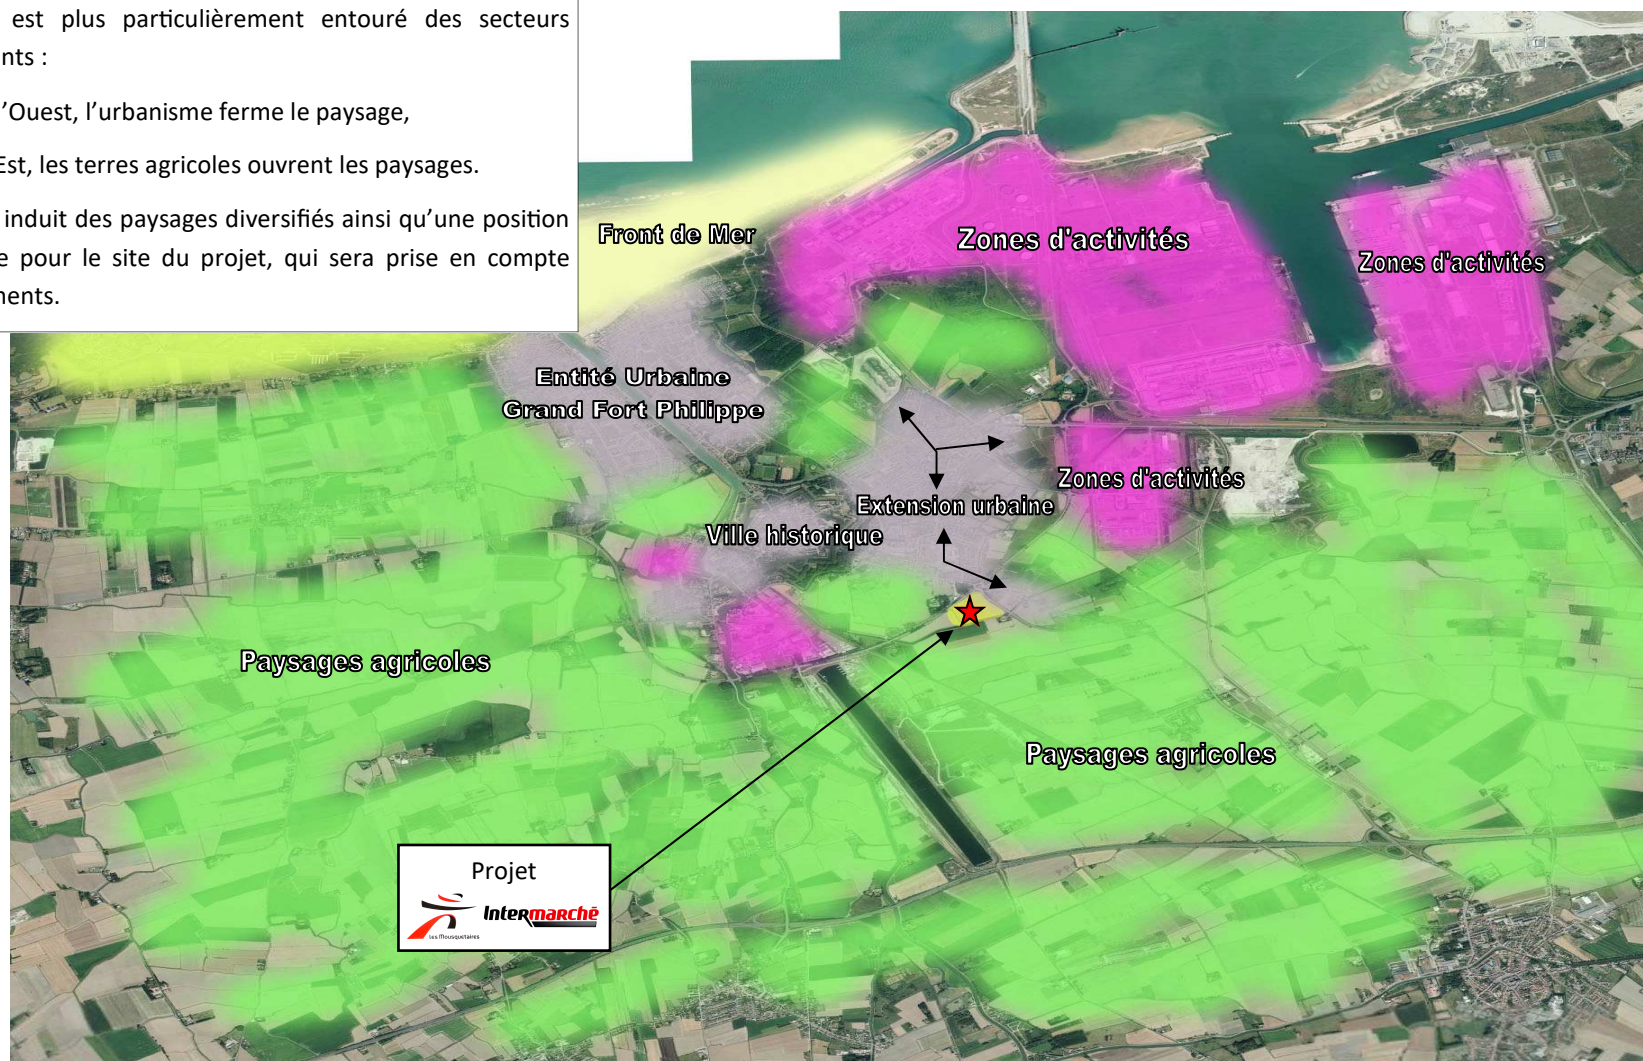 est plus particulièrement entouré des secteurs
nts :
'Ouest, l'urbanisme ferme le paysage,
Est, les terres agricoles ouvrent les paysages.
induit des paysages diversifiés ainsi qu'une position
e pour le site du projet, qui sera prise en compte
nents.
Front de Mer
Zones d'activités
Zones d'activités
Entité Urbaine
Grand Fort Philippe
Zones d'activités
Extension urbaine
Ville historique
Paysages agricoles
Paysages agricoles
Projet
Intermarchē
Les Mousquetaires